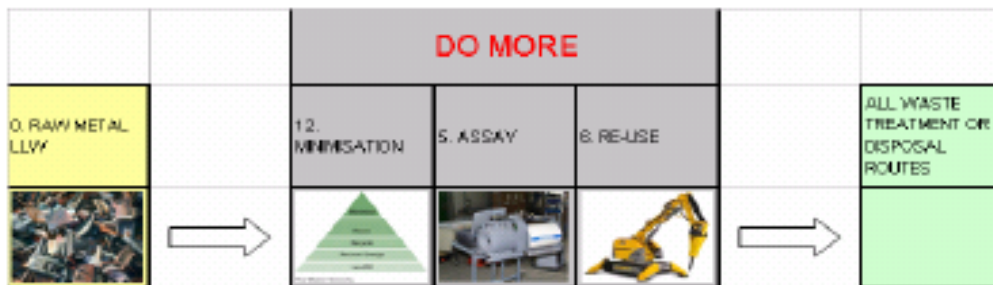 DO MORE
0. RAW METAL
LLW
12.
MINIMISATION
5. ASSAY
6. RE-USE
ALL WASTE
TREATMENT OR
DISPOSAL
ROUTES